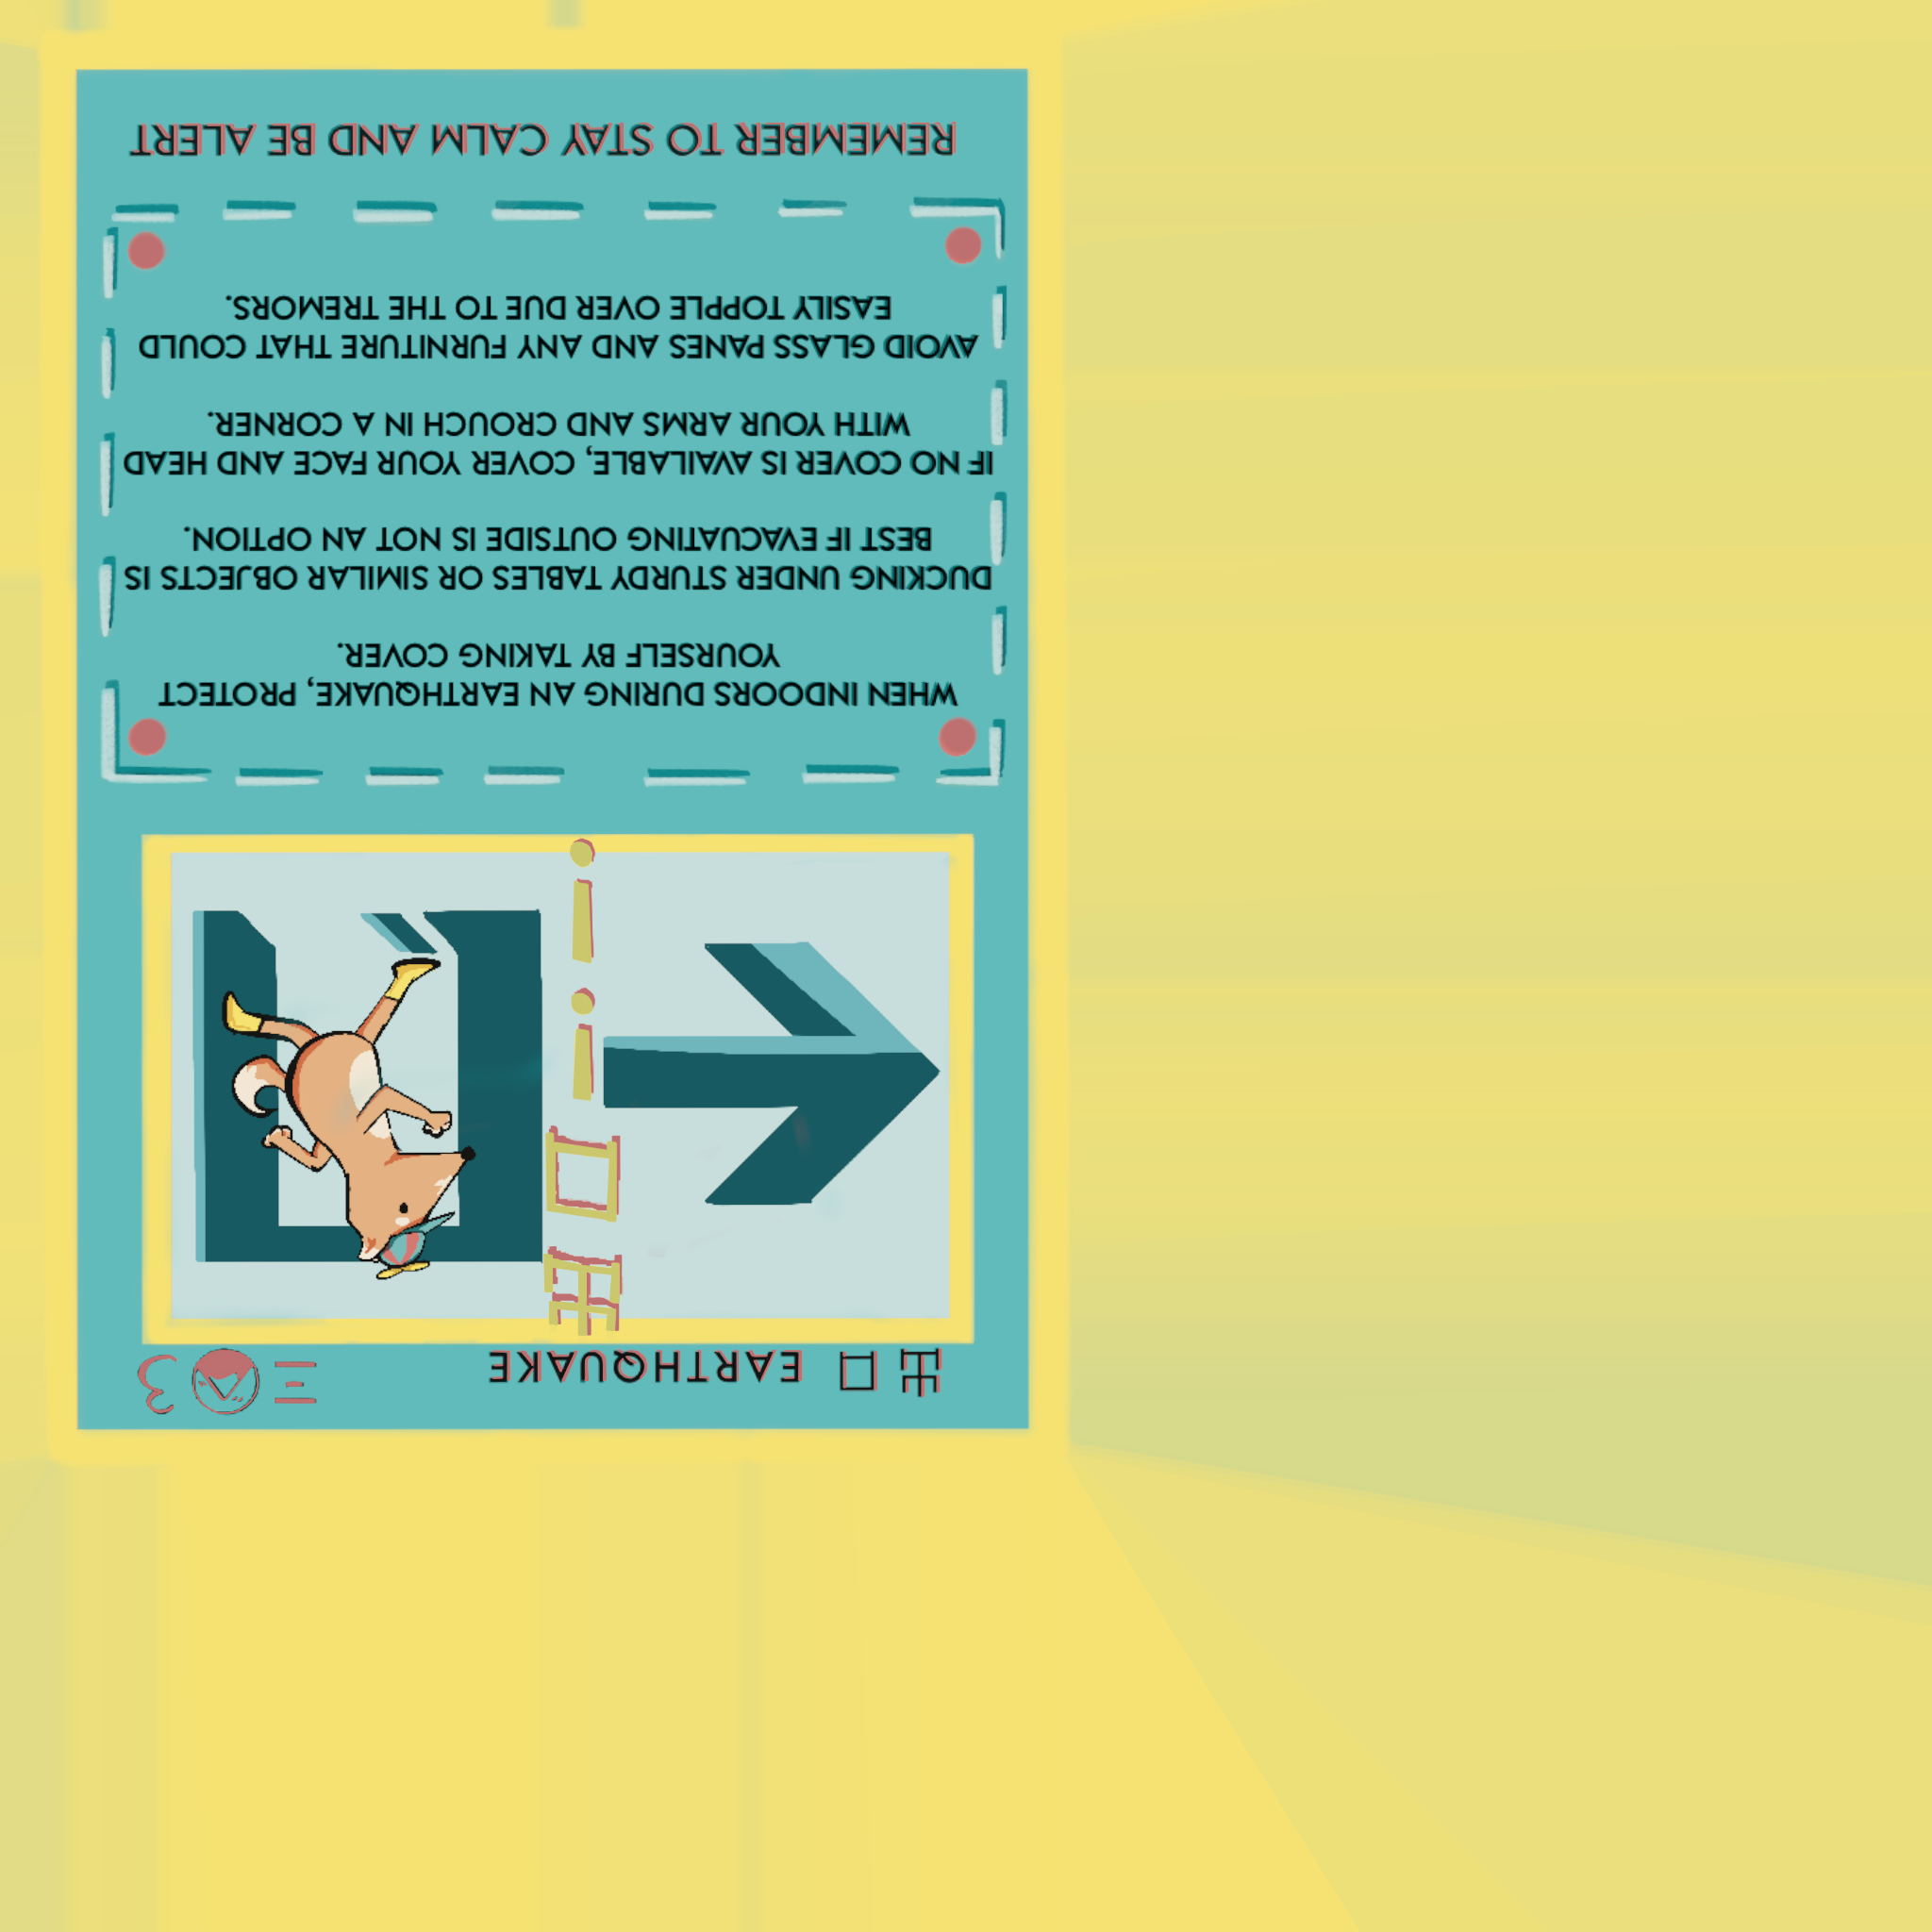 出口 EARTHQUAKE
出口!!
WHEN INDOORS DURING AN EARTHQUAKE, PROTECT
YOURSELF BY TAKING COVER.
DUCKING UNDER STURDY TABLES OR SIMILAR OBJECTS IS
BEST IF EVACUATING OUTSIDE IS NOT AN OPTION.
IF NO COVER IS AVAILABLE, COVER YOUR FACE AND HEAD
WITH YOUR ARMS AND CROUCH IN A CORNER.
AVOID GLASS PANES AND ANY FURNITURE THAT COULD
EASILY TOPPLE OVER DUE TO THE TREMORS.
REMEMBER TO STAY CALM AND BE ALERT